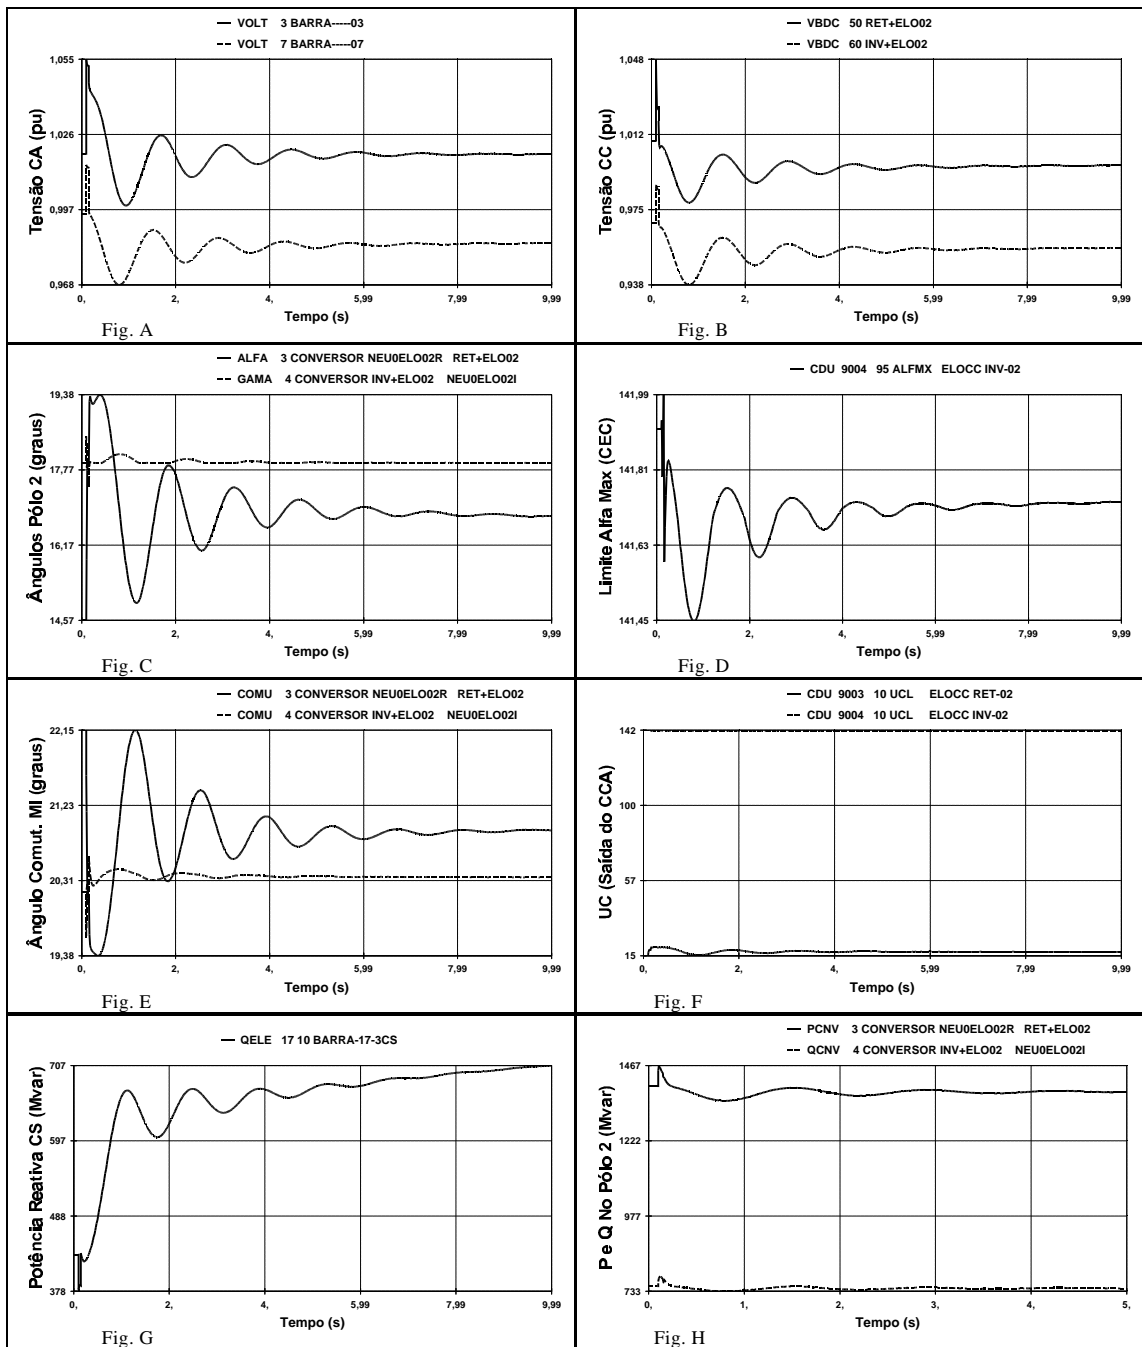 VOLT 3 BARRA-----03
VOLT 7 BARRA-----07
Tensão CA (pu)
1,055
1,026
0,997
0,968
0, 2, 4, 5,99 7,99 9,99
Tempo (s)
Fig. A
VBDC 50 RET+ELO02
VBDC 60 INV+ELO02
Tensão CC (pu)
1,048
1,012
0,975
0,938
0, 2, 4, 5,99 7,99 9,99
Tempo (s)
Fig. B
ALFA 3 CONVERSOR NEU0ELO02R RET+ELO02
GAMA 4 CONVERSOR INV+ELO02 NEU0ELO02I
Ângulos Pólo 2 (graus)
19,38
17,77
16,17
14,57
0, 2, 4, 5,99 7,99 9,99
Tempo (s)
Fig. C
CDU 9004 95 ALFMX ELOCC INV-02
Limite Alfa Max (CEC)
141,99
141,81
141,63
141,45
0, 2, 4, 5,99 7,99 9,99
Tempo (s)
Fig. D
COMU 3 CONVERSOR NEU0ELO02R RET+ELO02
COMU 4 CONVERSOR INV+ELO02 NEU0ELO02I
Ângulo Comut. MI (graus)
22,15
21,23
20,31
19,38
0, 2, 4, 5,99 7,99 9,99
Tempo (s)
Fig. E
CDU 9003 10 UCL ELOCC RET-02
CDU 9004 10 UCL ELOCC INV-02
UC (Saída do CCA)
142
100
57
15
0, 2, 4, 5,99 7,99 9,99
Tempo (s)
Fig. F
QELE 17 10 BARRA-17-3CS
Potência Reativa CS (Mvar)
707
597
488
378
0, 2, 4, 5,99 7,99 9,99
Tempo (s)
Fig. G
PCNV 3 CONVERSOR NEU0ELO02R RET+ELO02
QCNV 4 CONVERSOR INV+ELO02 NEU0ELO02I
P e Q No Pólo 2 (Mvar)
1467
1222
977
733
0, 1, 2, 3, 4, 5,
Tempo (s)
Fig. H